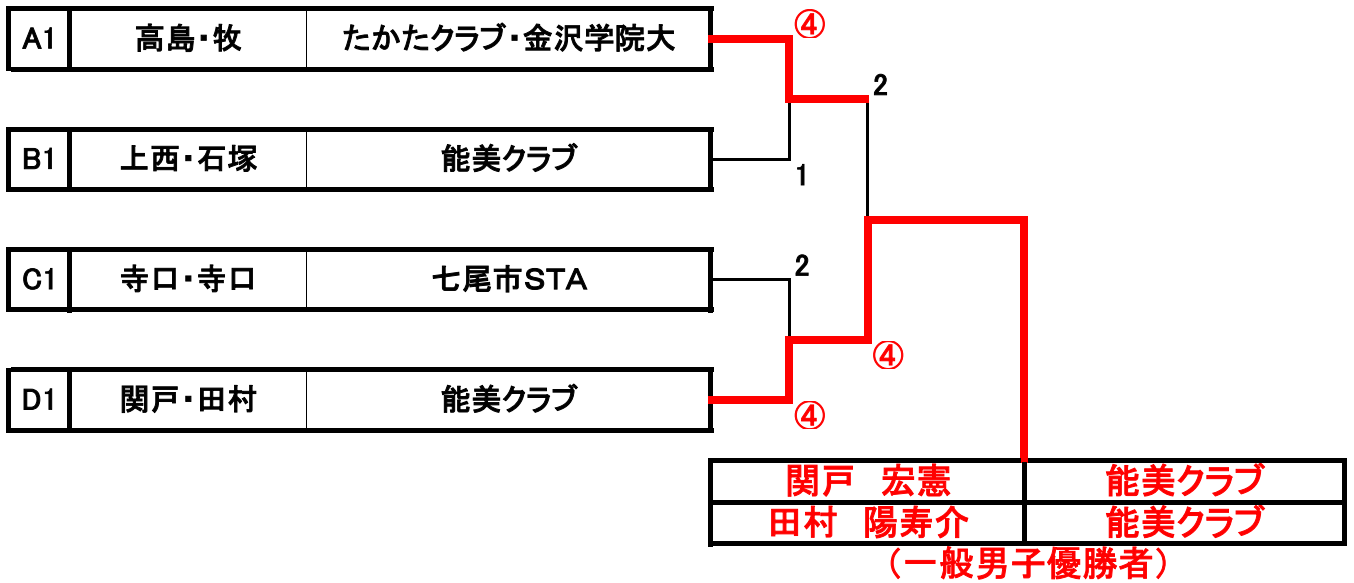 ④
A1 高島・牧 たかたクラブ・金沢学院大
2
B1 上西・石塚 能美クラブ
1
2
C1 寺口・寺口 七尾市STA
④
D1 関戸・田村 能美クラブ
④
関戸　宏憲 能美クラブ
田村　陽寿介 能美クラブ
（一般男子優勝者）